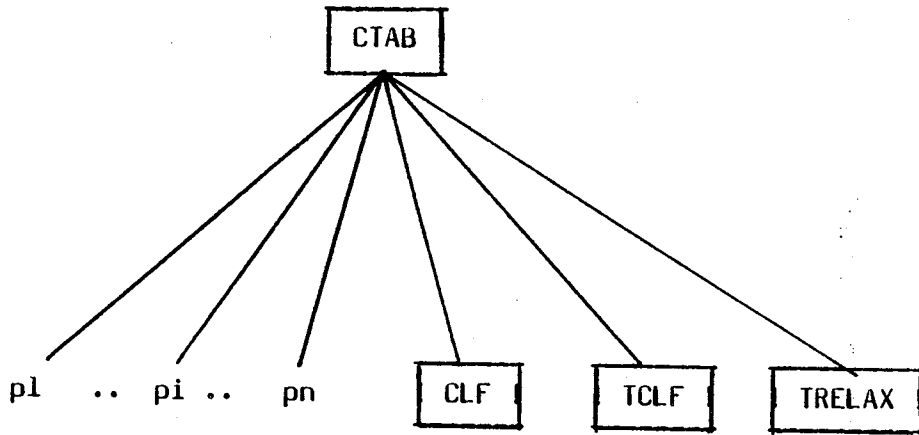 CTAB
p1 .. pi .. pn CLF TCLF TRELAX